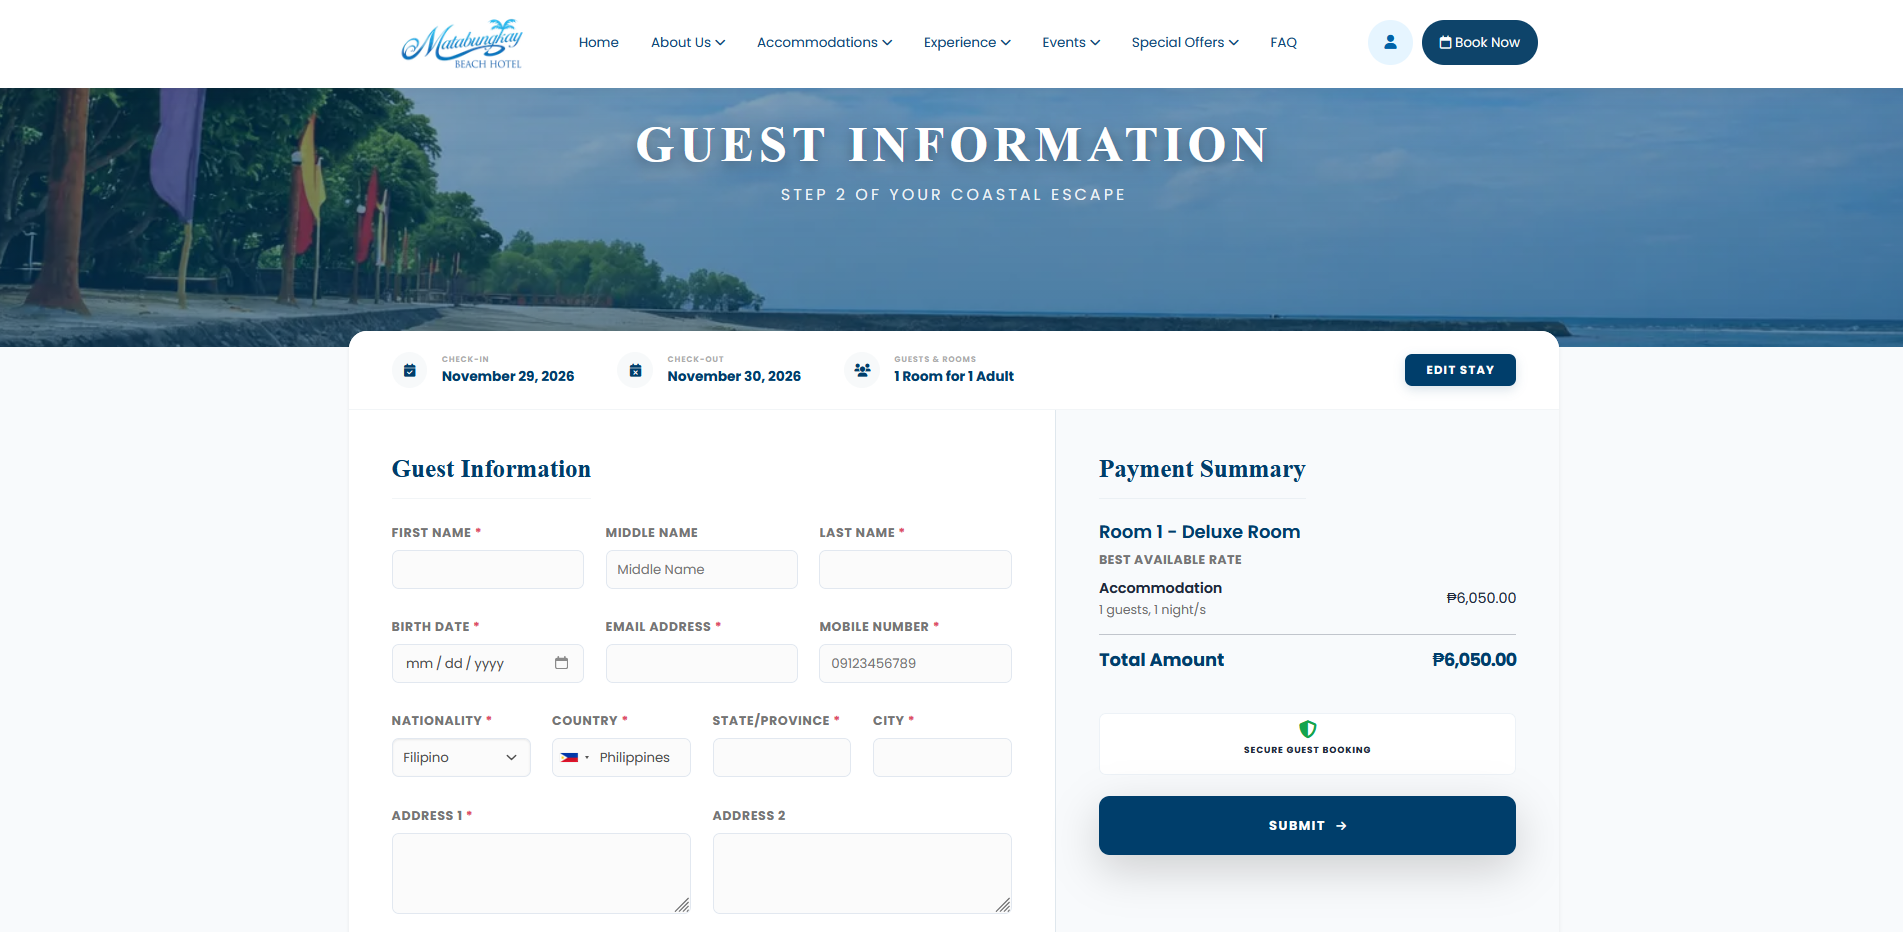 Matabungkay
BEACH HOTEL
Home
About Us
Accommodations
Experience
Events
Special Offers
FAQ
Book Now
GUEST INFORMATION
STEP 2 OF YOUR COASTAL ESCAPE
CHECK-IN
November 29, 2026
CHECK-OUT
November 30, 2026
GUESTS & ROOMS
1 Room for 1 Adult
EDIT STAY
Guest Information
FIRST NAME *
MIDDLE NAME
LAST NAME *
Middle Name
BIRTH DATE *
EMAIL ADDRESS *
MOBILE NUMBER *
mm / dd / yyyy
09123456789
NATIONALITY *
COUNTRY *
STATE/PROVINCE *
CITY *
Filipino
Philippines
ADDRESS 1 *
ADDRESS 2
Payment Summary
Room 1 - Deluxe Room
BEST AVAILABLE RATE
Accommodation
1 guests, 1 night/s
₱6,050.00
Total Amount
₱6,050.00
SECURE GUEST BOOKING
SUBMIT →